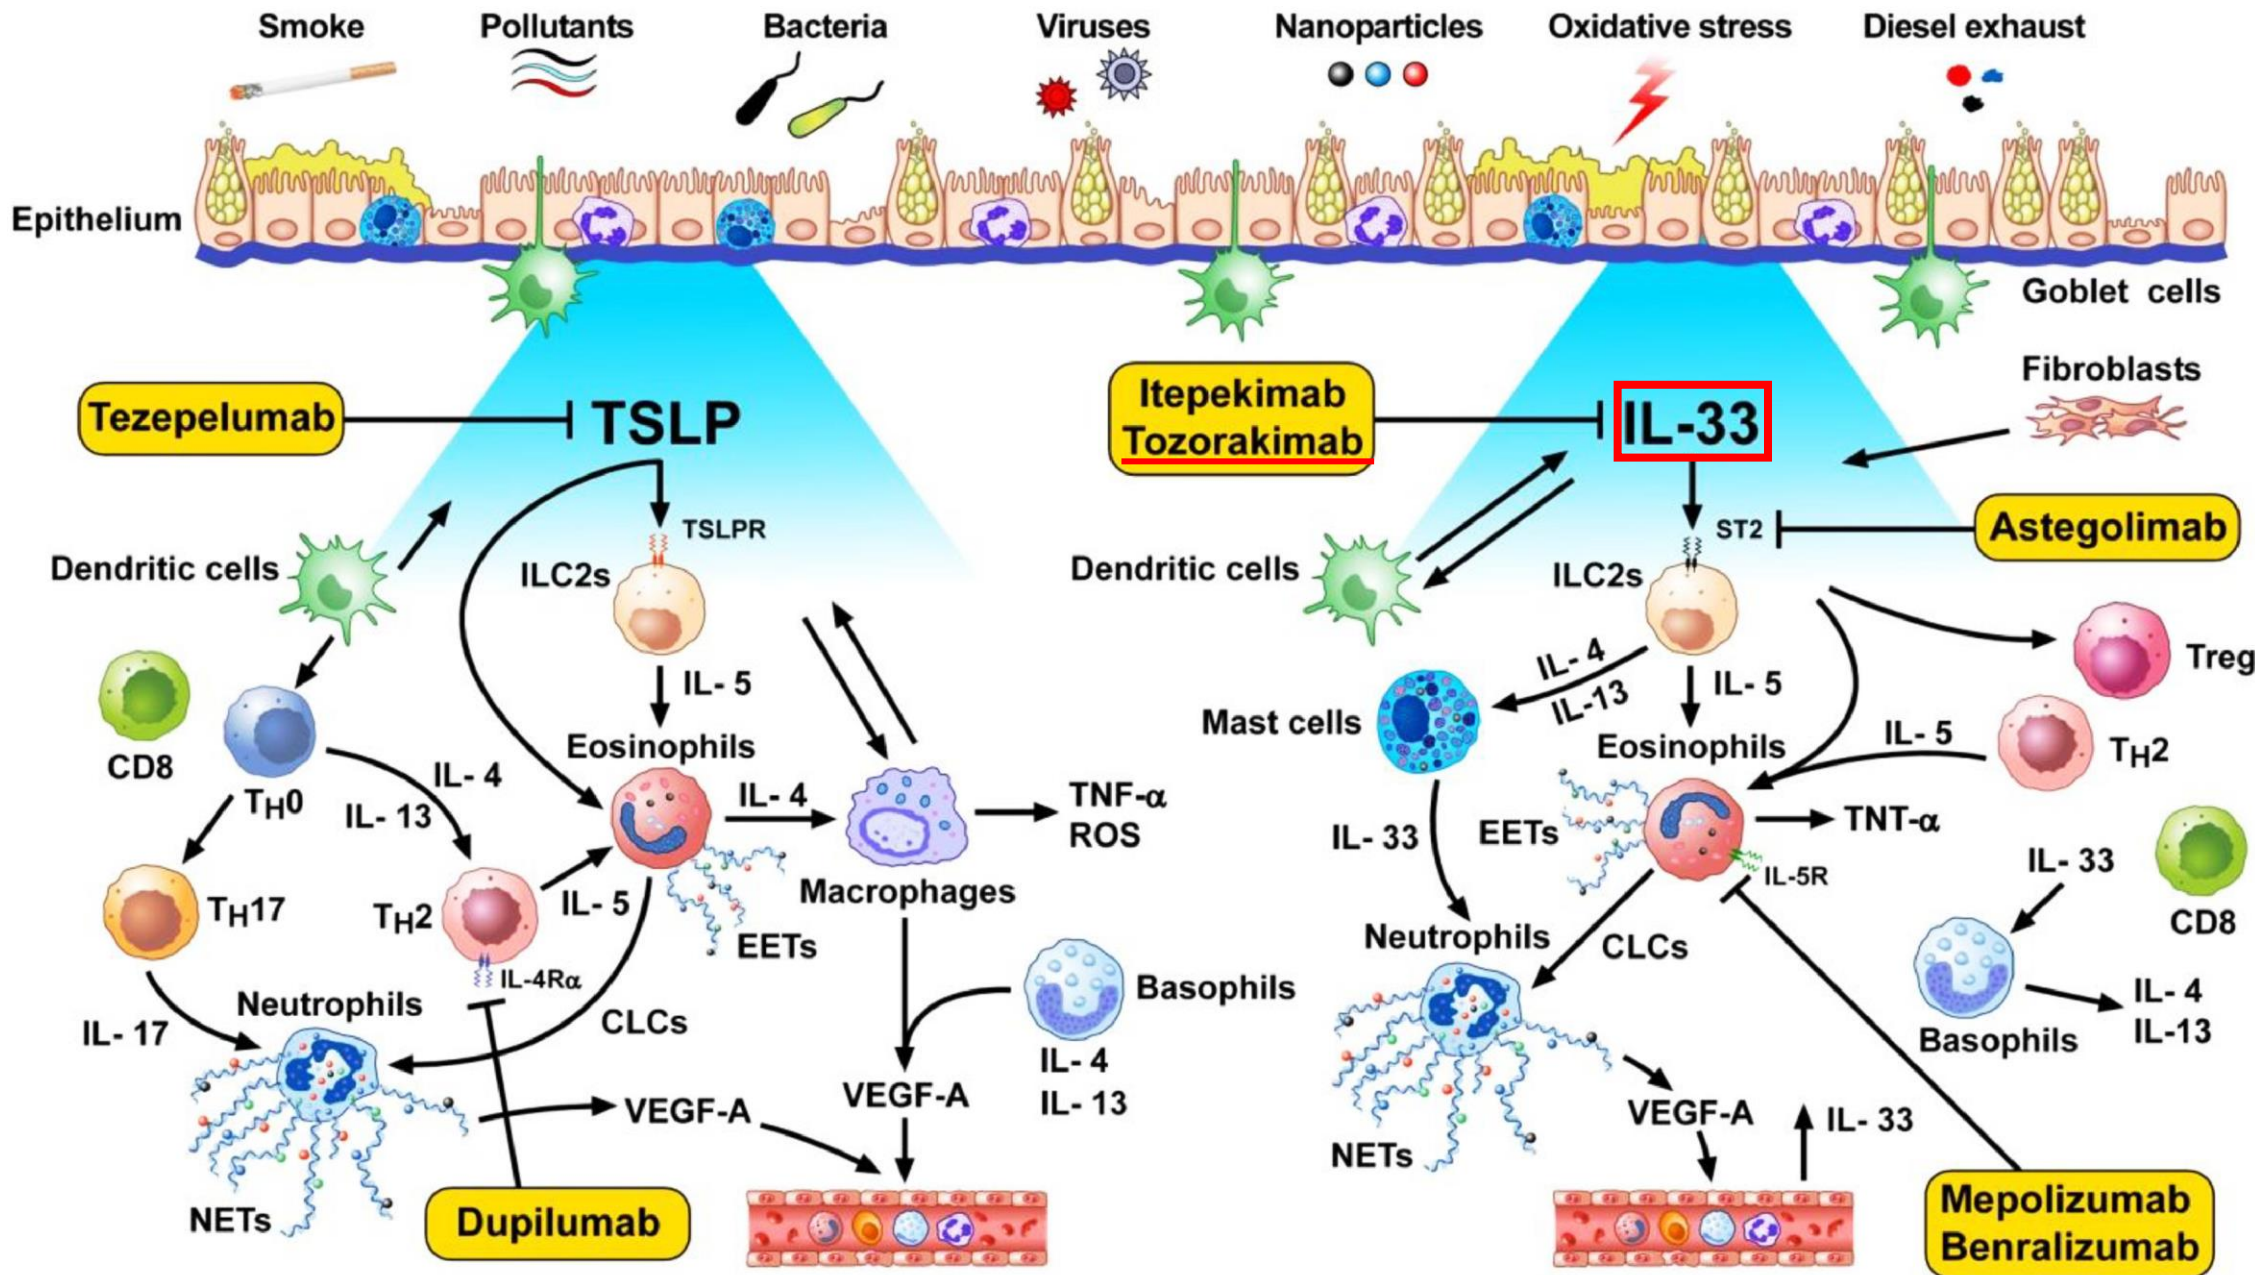 Smoke
Pollutants
Bacteria
Viruses
Nanoparticles
Oxidative stress
Diesel exhaust
Epithelium
Goblet cells
Fibroblasts
Tezepelumab
TSLP
Itepekimab
Tozorakimab
IL-33
Astegolimab
TSLPR
ST2
Dendritic cells
ILC2s
Dendritic cells
ILC2s
CD8
TH0
IL- 5
IL- 4
IL- 13
Eosinophils
IL- 4
TNF-α
ROS
Macrophages
TH17
TH2
IL- 5
IL-4Rα
EETs
CLCs
Basophils
IL- 4
IL- 13
IL- 17
Neutrophils
NETs
VEGF-A
VEGF-A
Dupilumab
IL- 4
IL-13
IL- 5
Mast cells
Eosinophils
Treg
IL- 5
TH2
IL- 33
EETs
TNT-α
IL-5R
IL- 33
CD8
Neutrophils
CLCs
Basophils
IL- 4
IL-13
NETs
VEGF-A
IL- 33
Mepolizumab
Benralizumab